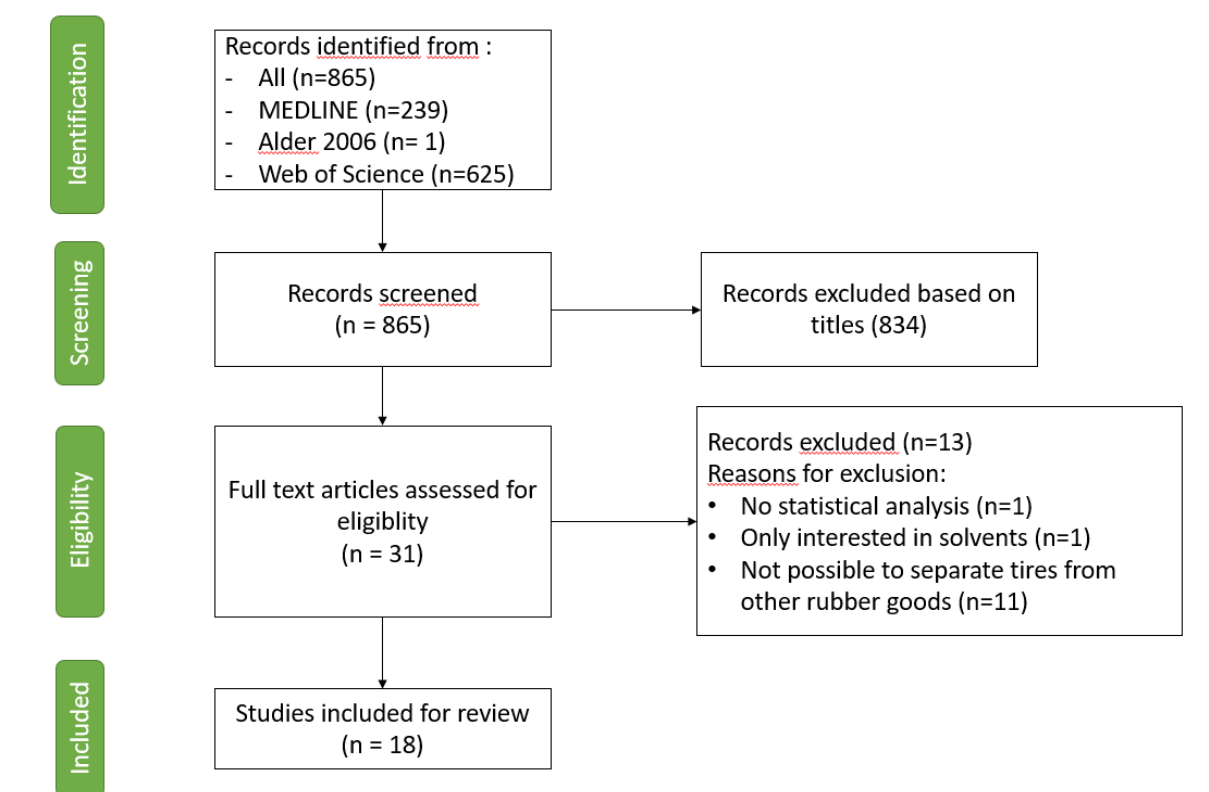 Identification
Records identified from :
- All (n=865)
- MEDLINE (n=239)
- Alder 2006 (n= 1)
- Web of Science (n=625)
Screening
Records screened
(n = 865)
Records excluded based on
titles (834)
Eligibility
Full text articles assessed for
eligiblity
(n = 31)
Records excluded (n=13)
Reasons for exclusion:
• No statistical analysis (n=1)
• Only interested in solvents (n=1)
• Not possible to separate tires from
other rubber goods (n=11)
Included
Studies included for review
(n = 18)